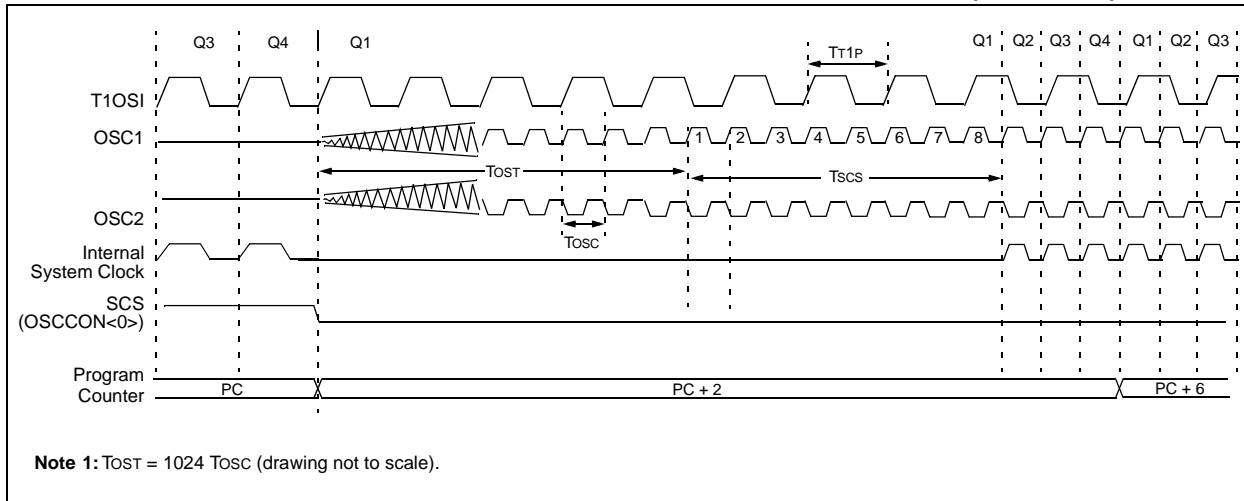 Q3 Q4 Q1 Q1 Q2 Q3 Q4 Q1 Q2 Q3
TT1P
T1OSI
OSC1
1 2 3 4 5 6 7 8
TOST
TSCS
OSC2
TOSC
Internal
System Clock
SCS
(OSCCON<0>)
Program
Counter
PC
PC + 2
PC + 6
Note 1: TOST = 1024 TOSC (drawing not to scale).